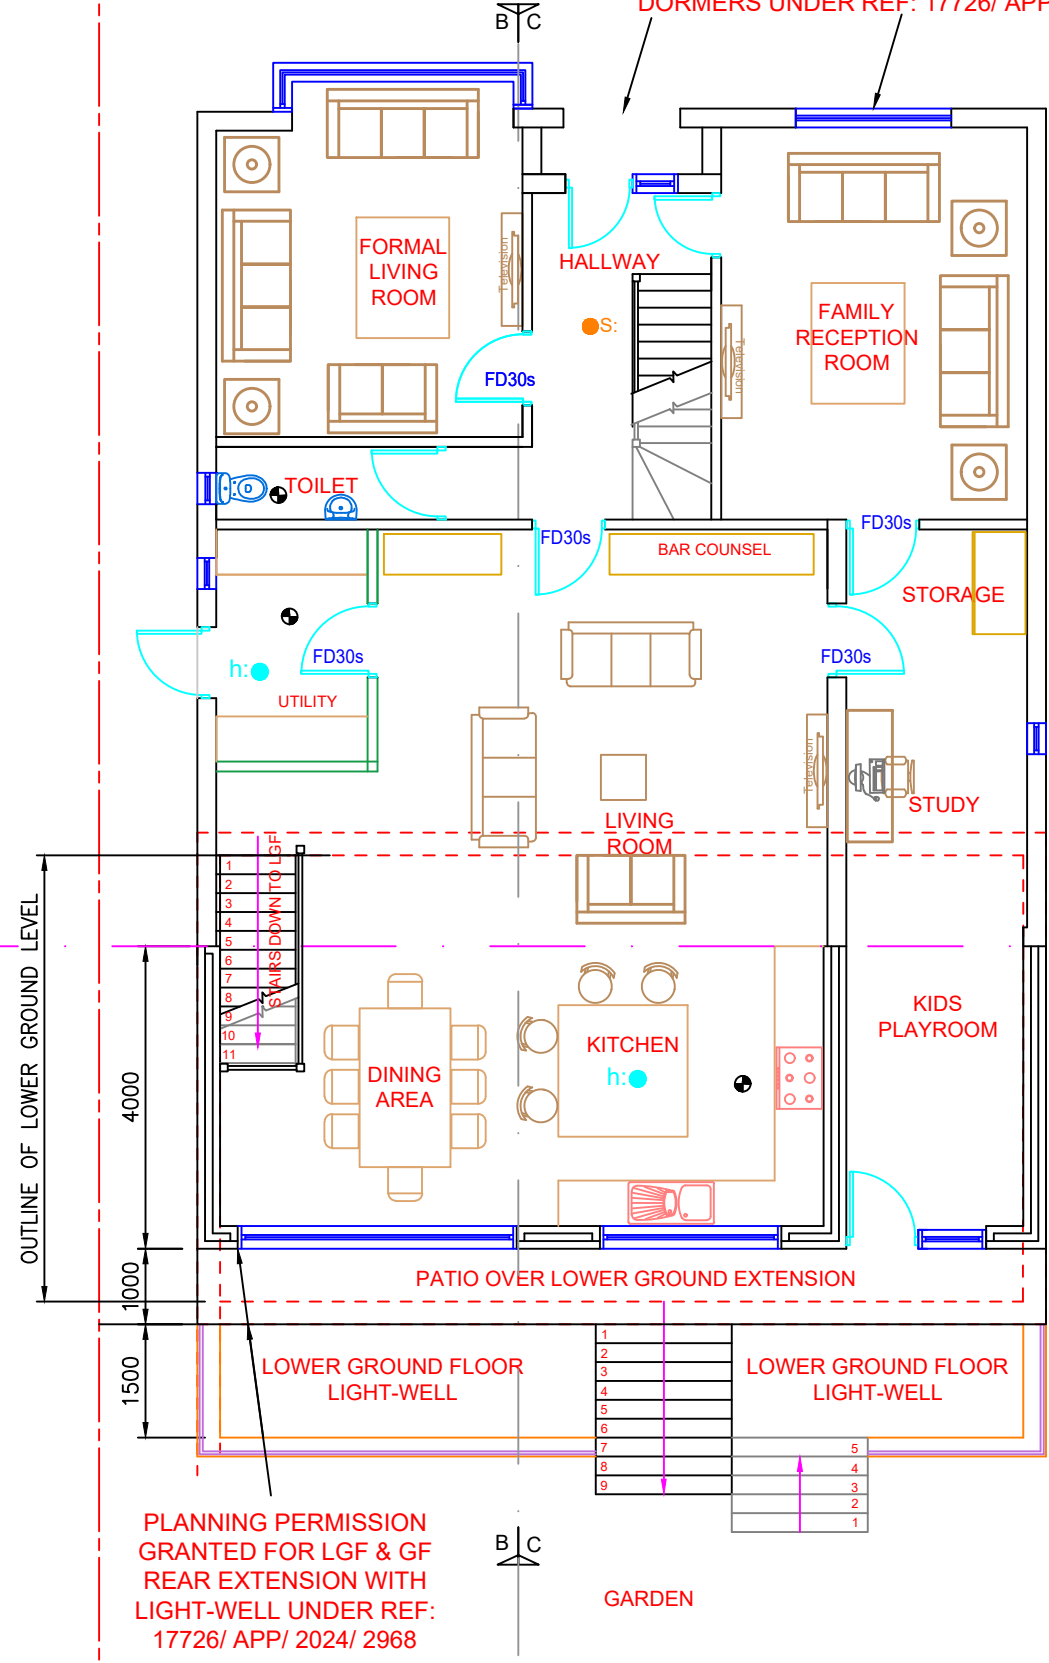 DORMERS UNDER REF: 17726/ APP
B C
FORMAL
LIVING
ROOM
Television
HALLWAY
S:
FAMILY
RECEPTION
ROOM
Television
FD30s
TOILET
FD30s
BAR COUNSEL
FD30s
STORAGE
FD30s
h:
UTILITY
FD30s
Television
STUDY
LIVING
ROOM
OUTLINE OF LOWER GROUND LEVEL
STAIRS DOWN TO LGF
1
2
3
4
5
6
7
8
9
10
11
4000
DINING
AREA
KITCHEN
h:
KIDS
PLAYROOM
1000
PATIO OVER LOWER GROUND EXTENSION
1500
LOWER GROUND FLOOR
LIGHT-WELL
1
2
3
4
5
6
7
8
9
LOWER GROUND FLOOR
LIGHT-WELL
5
4
3
2
1
PLANNING PERMISSION
GRANTED FOR LGF & GF
REAR EXTENSION WITH
LIGHT-WELL UNDER REF:
17726/ APP/ 2024/ 2968
B C
GARDEN